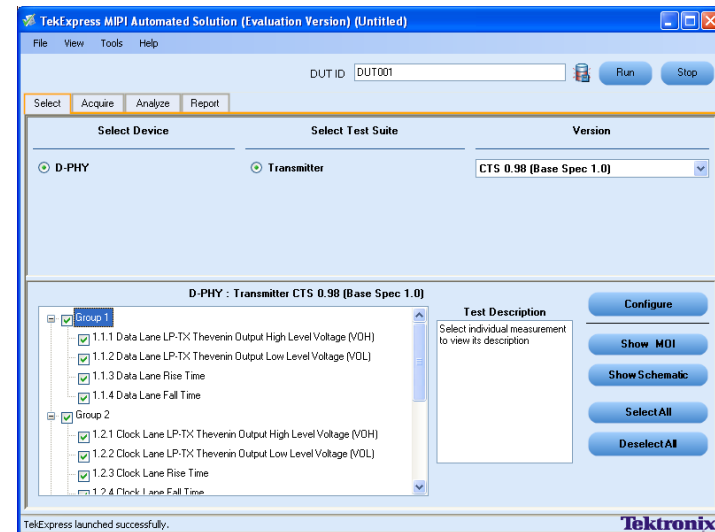 TekExpress MIPI Automated Solution (Evaluation Version) (Untitled)
File View Tools Help
DUT ID DUT001 Run Stop
Select Acquire Analyze Report
Select Device Select Test Suite Version
D-PHY Transmitter CTS 0.98 (Base Spec 1.0)
D-PHY : Transmitter CTS 0.98 (Base Spec 1.0)
Group 1
1.1.1 Data Lane LP-TX Thevenin Output High Level Voltage (VOH)
1.1.2 Data Lane LP-TX Thevenin Output Low Level Voltage (VOL)
1.1.3 Data Lane Rise Time
1.1.4 Data Lane Fall Time
Group 2
1.2.1 Clock Lane LP-TX Thevenin Output High Level Voltage (VOH)
1.2.2 Clock Lane LP-TX Thevenin Output Low Level Voltage (VOL)
1.2.3 Clock Lane Rise Time
1.2.4 Clock Lane Fall Time
Test Description
Select individual measurement
to view its description
Configure
Show MOI
Show Schematic
Select All
Deselect All
TekExpress launched successfully.
Tektronix